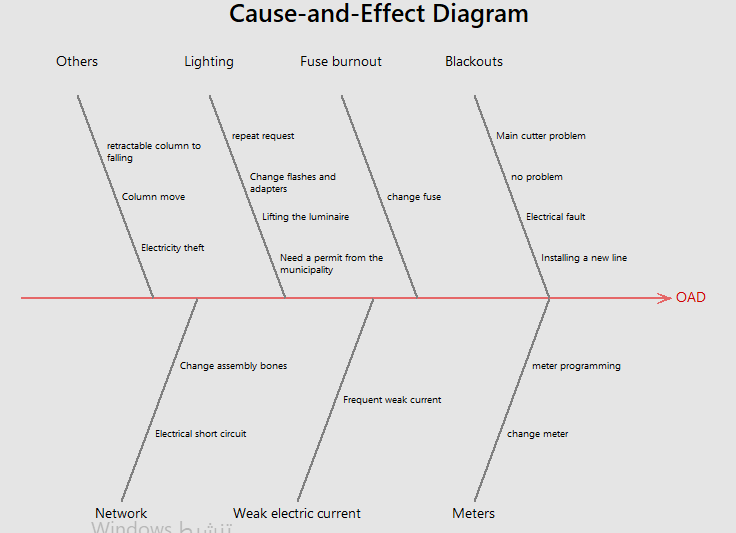 Cause-and-Effect Diagram
Others
Lighting
Fuse burnout
Blackouts
retractable column to
falling
Column move
Electricity theft
repeat request
Change flashes and
adapters
Lifting the luminaire
Need a permit from the
municipality
change fuse
Main cutter problem
no problem
Electrical fault
Installing a new line
OAD
Change assembly bones
Electrical short circuit
Frequent weak current
meter programming
change meter
Network
Weak electric current
Meters
Windows تنشيط